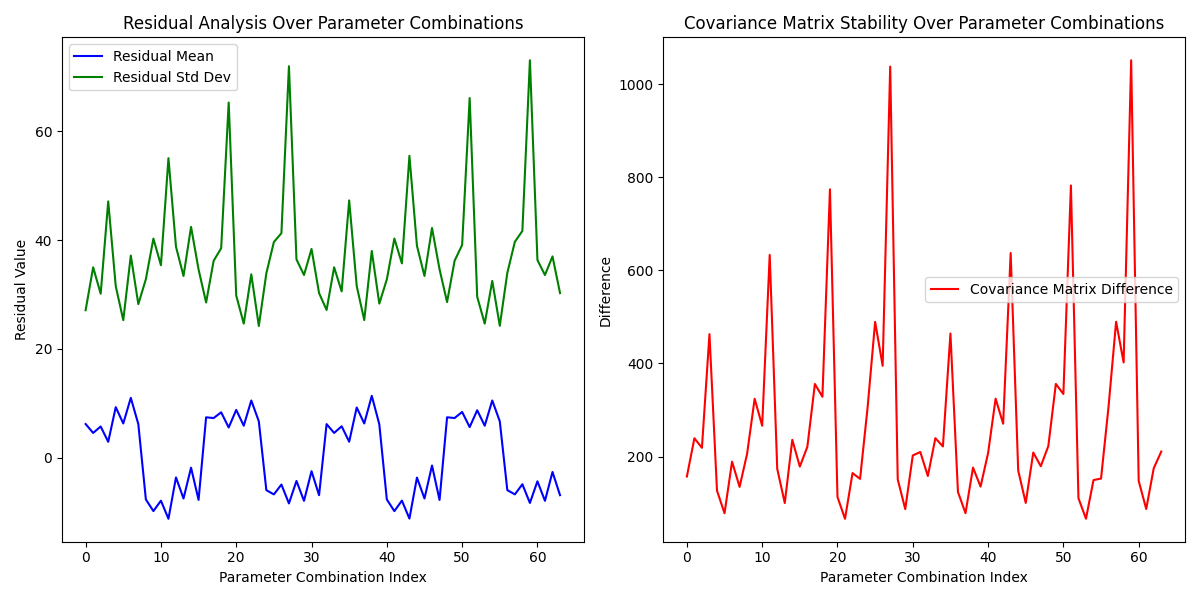 Residual Analysis Over Parameter Combinations
Residual Mean
Residual Std Dev
60
40
20
0
Residual Value
0 10 20 30 40 50 60
Parameter Combination Index
Covariance Matrix Stability Over Parameter Combinations
Covariance Matrix Difference
1000
800
600
400
200
Difference
0 10 20 30 40 50 60
Parameter Combination Index